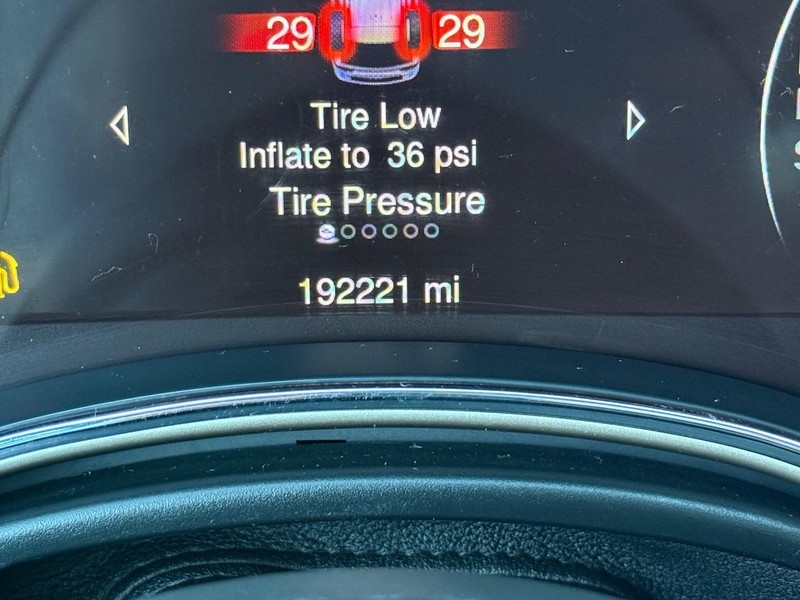 29 29
Tire Low
Inflate to 36 psi
Tire Pressure
192221 mi